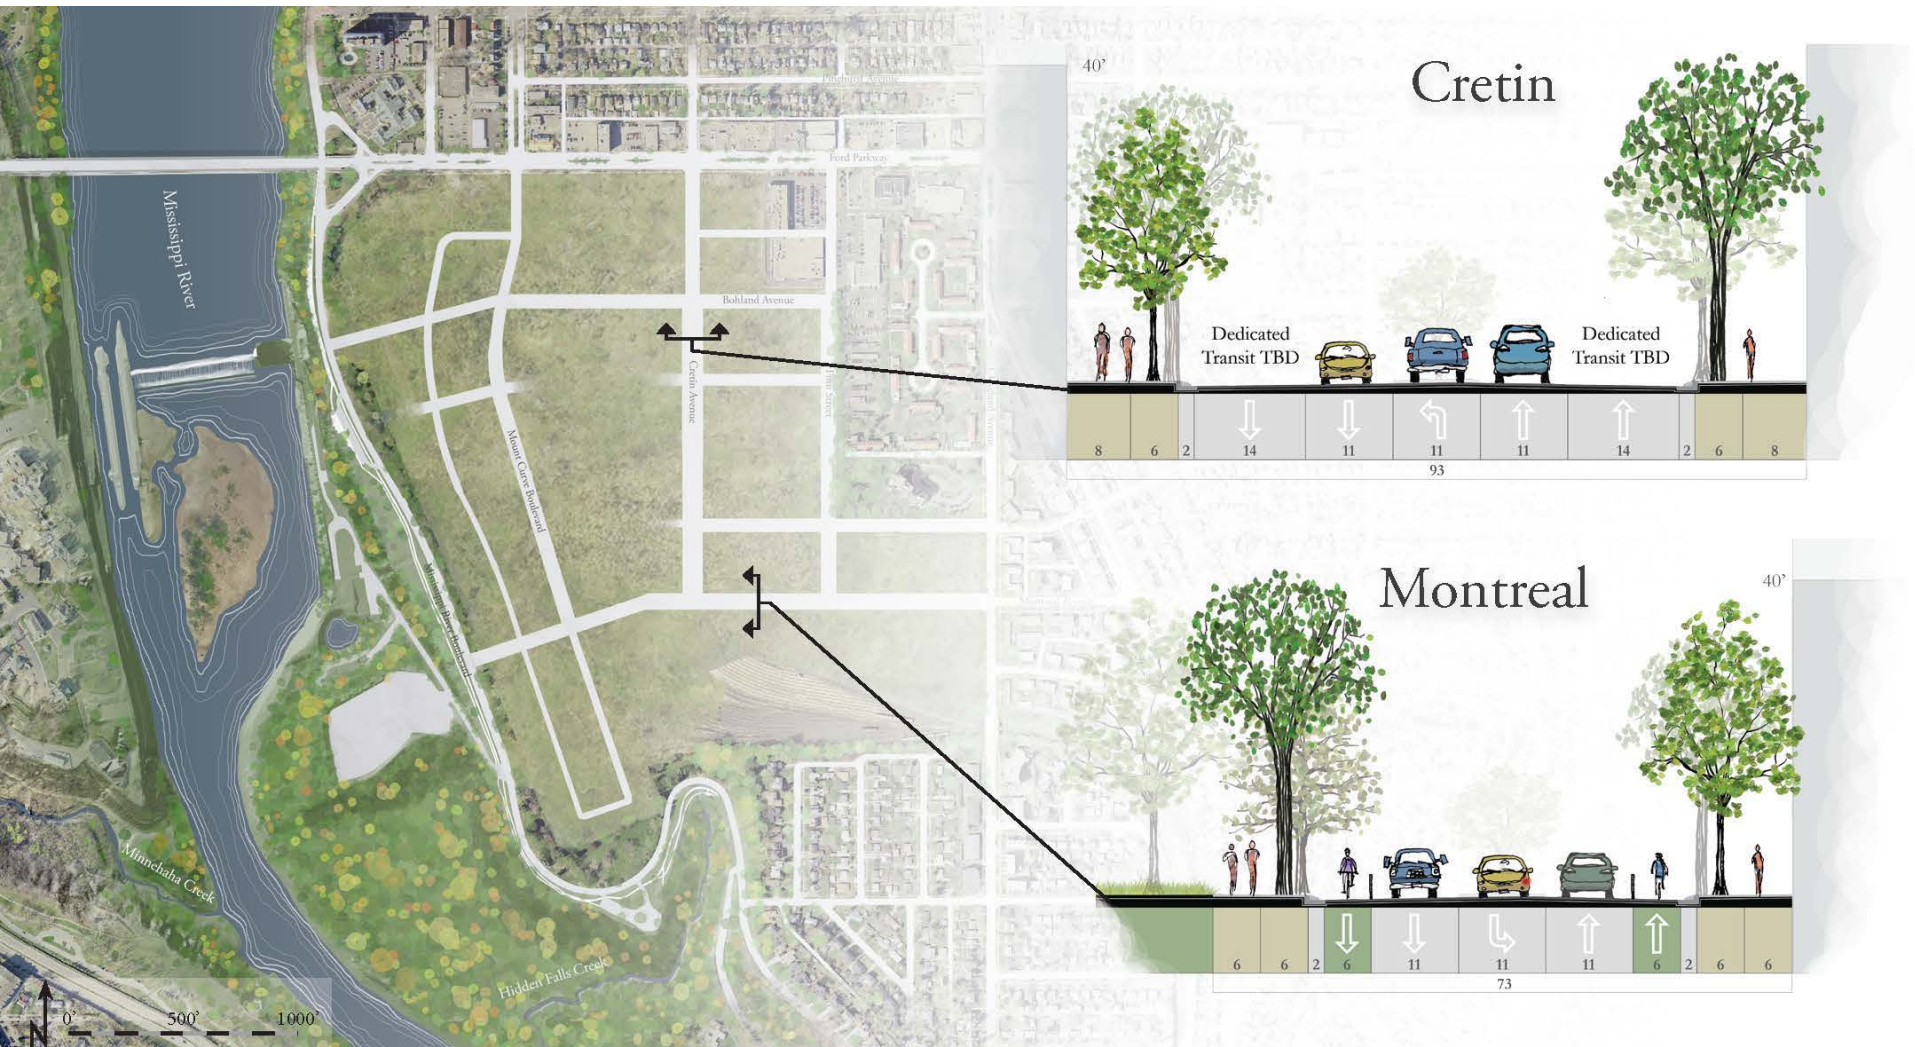 Pinehurst Avenue
Ford Parkway
Mississippi River
Bohland Avenue
Cretin Avenue
Mount Curve Boulevard
Mississippi River Boulevard
Minnehaha Creek
Hidden Falls Creek
N
0'
500'
1000'
40'
Cretin
Dedicated
Transit TBD
Dedicated
Transit TBD
8 6 2 14 11 11 11 14 2 6 8
93
Montreal
40'
6 6 2 6 11 11 11 6 2 6 6
73